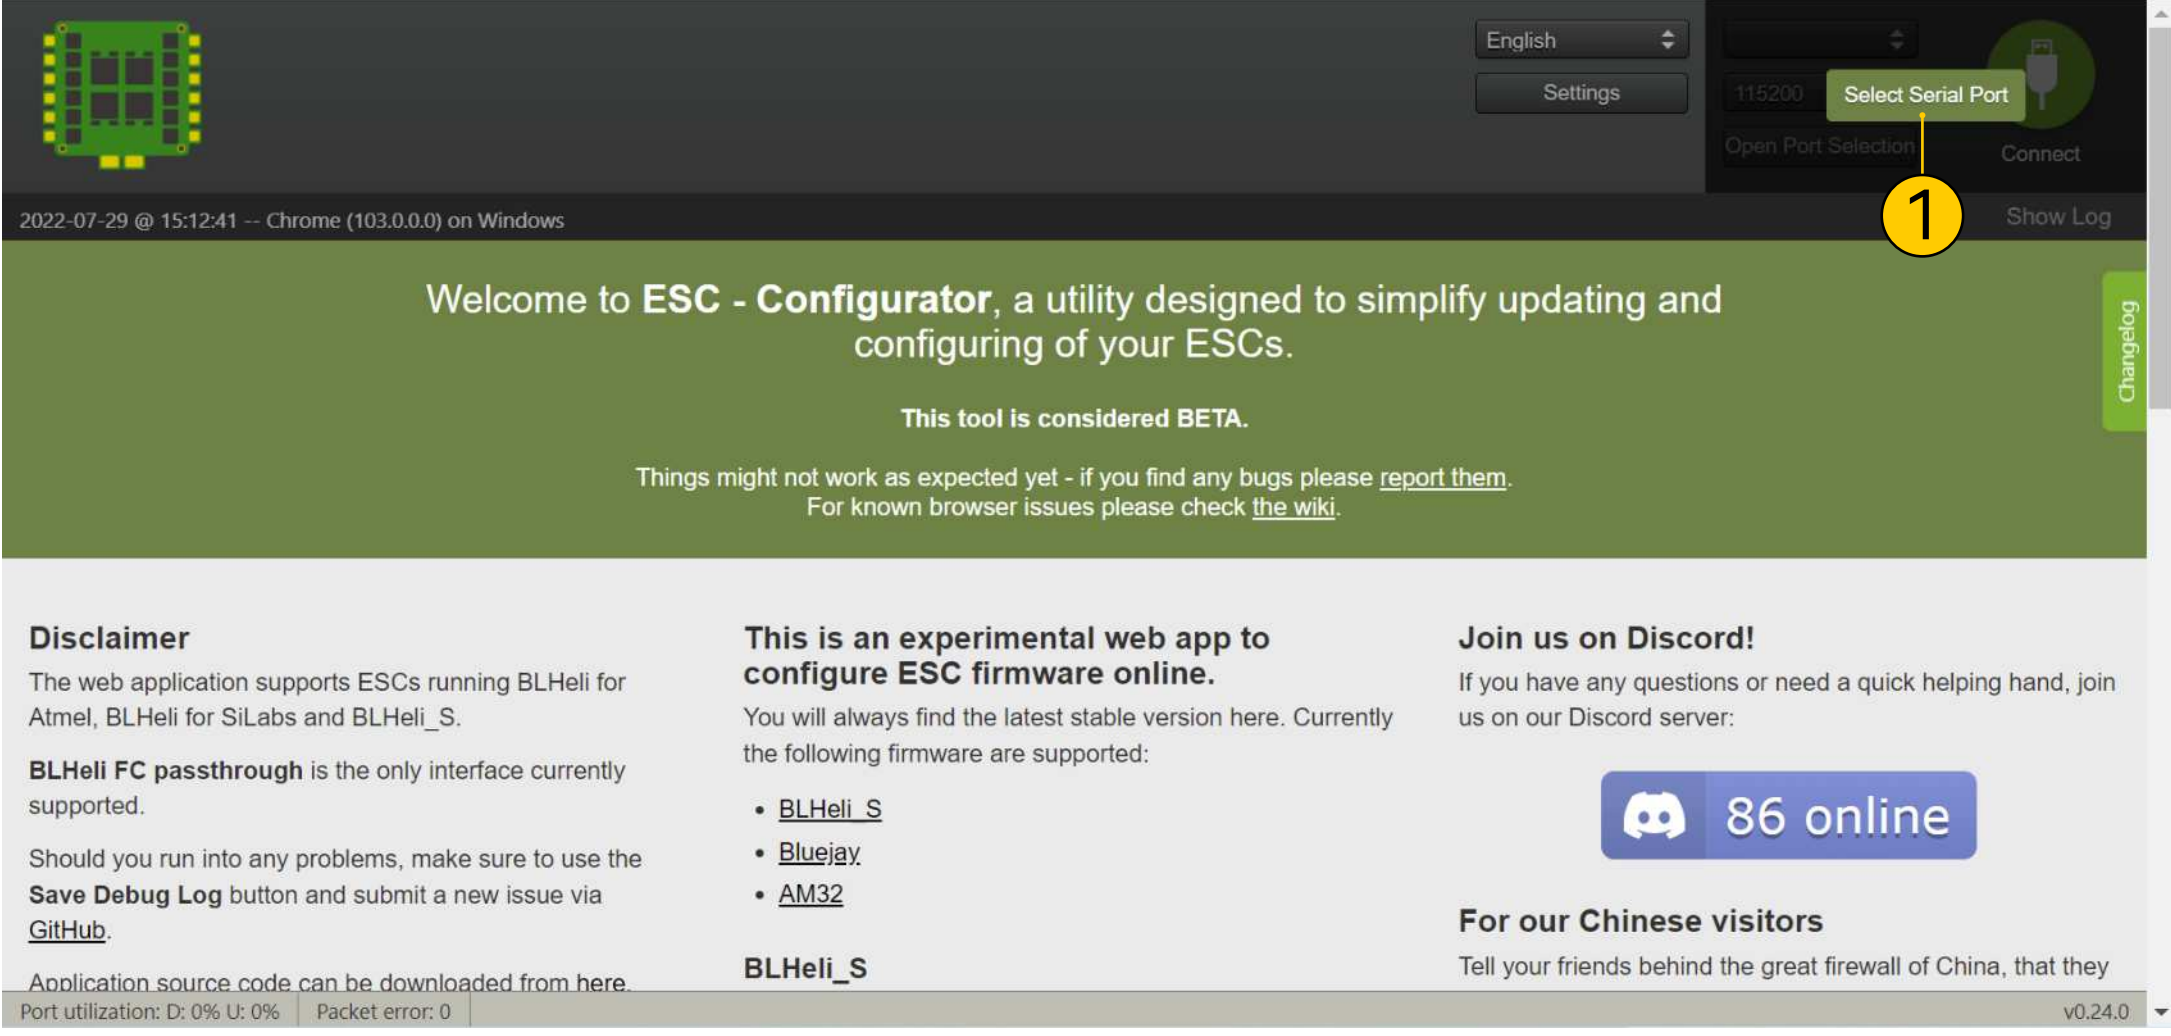 English
Settings
115200
Select Serial Port
Open Port Selection
Connect
1
2022-07-29 @ 15:12:41 -- Chrome (103.0.0.0) on Windows
Show Log
Welcome to ESC - Configurator, a utility designed to simplify updating and
configuring of your ESCs.
This tool is considered BETA.
Things might not work as expected yet - if you find any bugs please report them.
For known browser issues please check the wiki.
Changelog
Disclaimer
The web application supports ESCs running BLHeli for
Atmel, BLHeli for SiLabs and BLHeli_S.
BLHeli FC passthrough is the only interface currently
supported.
Should you run into any problems, make sure to use the
Save Debug Log button and submit a new issue via
GitHub.
Application source code can be downloaded from here.
This is an experimental web app to
configure ESC firmware online.
You will always find the latest stable version here. Currently
the following firmware are supported:
• BLHeli_S
• Bluejay
• AM32
BLHeli_S
Join us on Discord!
If you have any questions or need a quick helping hand, join
us on our Discord server:
86 online
For our Chinese visitors
Tell your friends behind the great firewall of China, that they
Port utilization: D: 0% U: 0%
Packet error: 0
v0.24.0